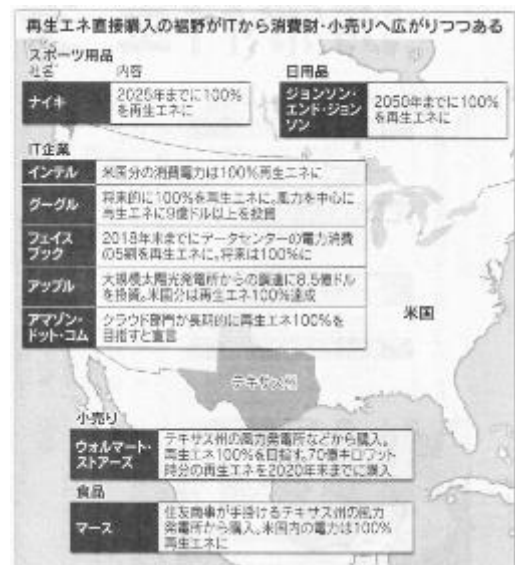 再生エネ直接購入の裾野がITから消費財・小売りへ広がりつつある
スポーツ用品
社名 内容
ナイキ
2025年までに100%
を再生エネに
日用品
ジョンソン・
エンド・ジョン
ソン
2050年までに100%
を再生エネに
IT企業
インテル
米国分の消費電力は100%再生エネに
グーグル
将来的に100%を再生エネに。風力を中心に
再生エネに9億ドル以上を投資
フェイス
ブック
2018年末までにデータセンターの電力消費
の5割を再生エネに。将来は100%に
アップル
大規模太陽光発電所からの調達に8.5億ドル
を投資。米国分は再生エネ100%達成
アマゾン・
ドット・コム
クラウド部門が長期的に再生エネ100%を
目指すと宣言
米国
テキサス州
小売り
ウォルマート・
ストアーズ
テキサス州の風力発電所などから購入。
再生エネ100%を目指す。70億キロワット
時分の再生エネを2020年末までに購入
食品
マース
住友商事が手掛けるテキサス州の風力
発電所から購入。米国内の電力は100%
再生エネに